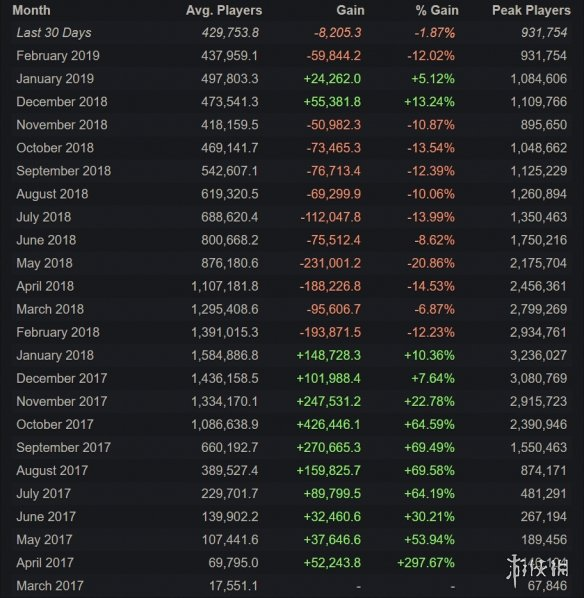 Month Avg. Players Gain % Gain Peak Players
Last 30 Days 429,753.8 -8,205.3 -1.87% 931,754
February 2019 437,959.1 -59,844.2 -12.02% 931,754
January 2019 497,803.3 +24,262.0 +5.12% 1,084,606
December 2018 473,541.3 +55,381.8 +13.24% 1,109,766
November 2018 418,159.5 -50,982.3 -10.87% 895,650
October 2018 469,141.7 -73,465.3 -13.54% 1,048,662
September 2018 542,607.1 -76,713.4 -12.39% 1,125,229
August 2018 619,320.5 -69,299.9 -10.06% 1,260,894
July 2018 688,620.4 -112,047.8 -13.99% 1,350,463
June 2018 800,668.2 -75,512.4 -8.62% 1,750,216
May 2018 876,180.6 -231,001.2 -20.86% 2,175,704
April 2018 1,107,181.8 -188,226.8 -14.53% 2,456,361
March 2018 1,295,408.6 -95,606.7 -6.87% 2,799,269
February 2018 1,391,015.3 -193,871.5 -12.23% 2,934,761
January 2018 1,584,886.8 +148,728.3 +10.36% 3,236,027
December 2017 1,436,158.5 +101,988.4 +7.64% 3,080,769
November 2017 1,334,170.1 +247,531.2 +22.78% 2,915,723
October 2017 1,086,638.9 +426,446.1 +64.59% 2,390,946
September 2017 660,192.7 +270,665.3 +69.49% 1,550,463
August 2017 389,527.4 +159,825.7 +69.58% 874,171
July 2017 229,701.7 +89,799.5 +64.19% 481,291
June 2017 139,902.2 +32,460.6 +30.21% 267,194
May 2017 107,441.6 +37,646.6 +53.94% 189,456
April 2017 69,795.0 +52,243.8 +297.67%
March 2017 17,551.1 - - 67,846
游侠网